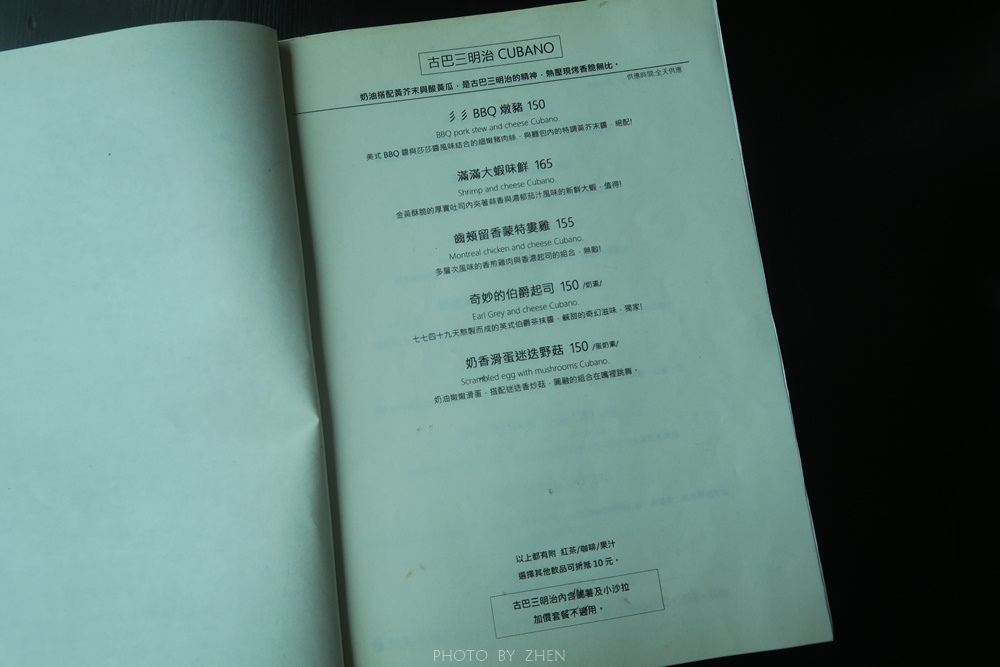 古巴三明治 CUBANO
奶油搭配黃芥末與酸黃瓜，是古巴三明治的精神，熱壓現烤香脆無比。
供應時間:全天供應
彡彡 BBQ 燉豬 150
BBQ pork stew and cheese Cubano.
美式 BBQ 醬與莎莎醬風味結合的細嫩豬肉絲，與麵包內的特調黃芥末醬，絕配!
滿滿大蝦味鮮 165
Shrimp and cheese Cubano.
金黃酥脆的厚實吐司內夾著蒜香與濃郁茄汁風味的新鮮大蝦，值得!
齒頰留香蒙特婁雞 155
Montreal chicken and cheese Cubano.
多層次風味的香煎雞肉與香濃起司的組合，無敵!
奇妙的伯爵起司 150 /奶素/
Earl Grey and cheese Cubano.
七七四十九天熬製而成的英式伯爵茶抹醬，鹹甜的奇幻滋味，獨家!
奶香滑蛋迷迭野菇 150 /蛋奶素/
Scrambled egg with mushrooms Cubano.
奶油嫩嫩滑蛋，搭配迷迭香炒菇，圓融的組合在嘴裡跳舞。
以上都有附 紅茶/咖啡/果汁
選擇其他飲品可折抵 10 元。
古巴三明治內含薯及小沙拉
加價套餐不適用。
PHOTO BY ZHEN